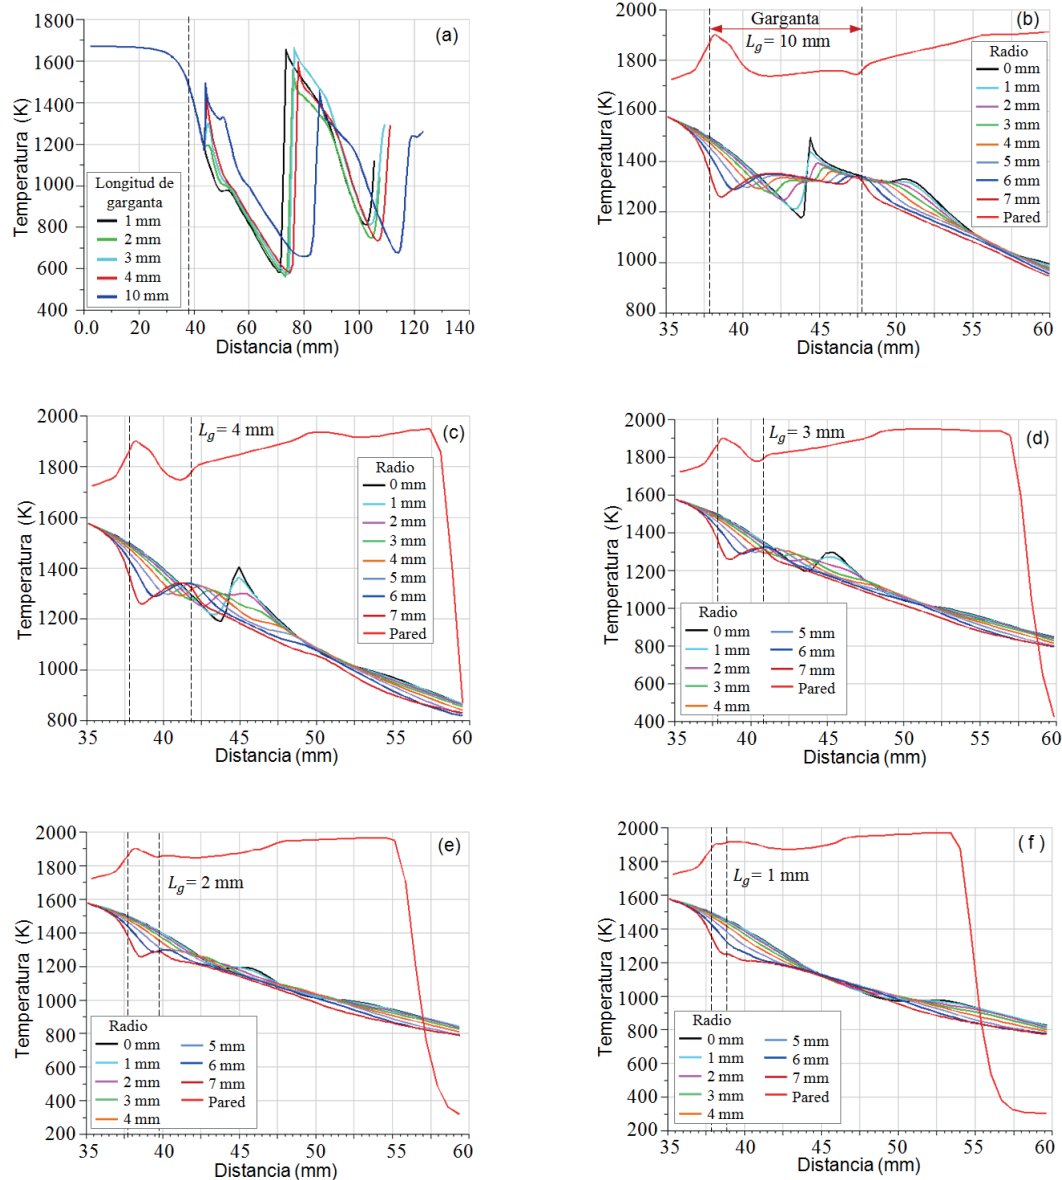 (a)
Temperatura (K)
1800
1600
1400
1200
1000
800
600
400
Longitud de
garganta
1 mm
2 mm
3 mm
4 mm
10 mm
0.0 20 40 60 80 100 120 140
Distancia (mm)
(b)
Temperatura (K)
2000
1800
1600
1400
1200
1000
800
Garganta
Lg = 10 mm
Radio
0 mm
1 mm
2 mm
3 mm
4 mm
5 mm
6 mm
7 mm
Pared
35 40 45 50 55 60
Distancia (mm)
(c)
Temperatura (K)
2000
1800
1600
1400
1200
1000
800
Lg = 4 mm
Radio
0 mm
1 mm
2 mm
3 mm
4 mm
5 mm
6 mm
7 mm
Pared
35 40 45 50 55 60
Distancia (mm)
(d)
Temperatura (K)
2000
1800
1600
1400
1200
1000
800
600
400
Lg = 3 mm
Radio
0 mm 5 mm
1 mm 6 mm
2 mm 7 mm
3 mm Pared
4 mm
35 40 45 50 55 60
Distancia (mm)
(e)
Temperatura (K)
2000
1800
1600
1400
1200
1000
800
600
400
200
Lg = 2 mm
Radio
0 mm 5 mm
1 mm 6 mm
2 mm 7 mm
3 mm Pared
4 mm
35 40 45 50 55 60
Distancia (mm)
( f )
Temperatura (K)
2000
1800
1600
1400
1200
1000
800
600
400
200
Lg = 1 mm
Radio
0 mm 5 mm
1 mm 6 mm
2 mm 7 mm
3 mm Pared
4 mm
35 40 45 50 55 60
Distancia (mm)